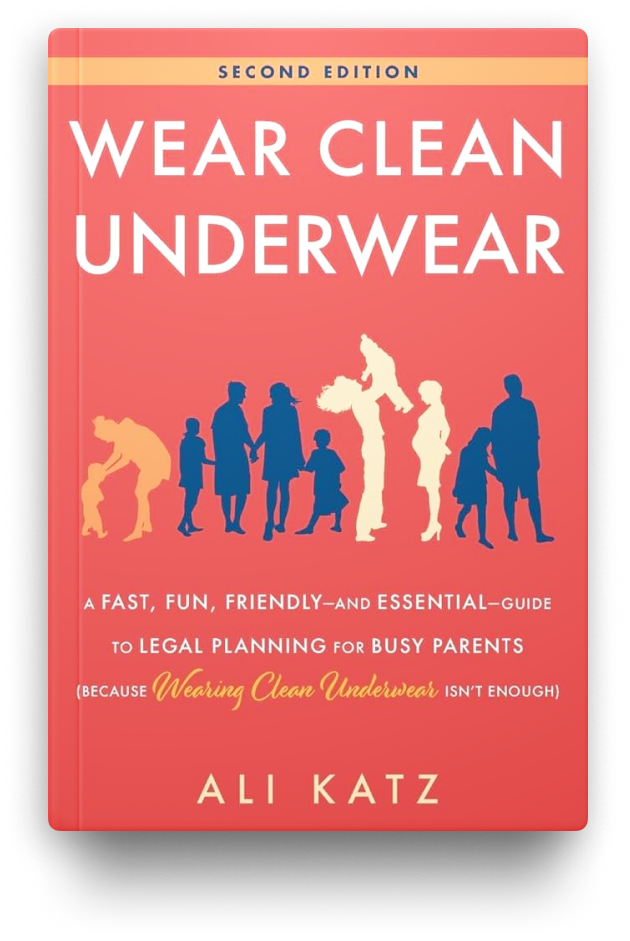 SECOND EDITION
WEAR CLEAN
UNDERWEAR
A FAST, FUN, FRIENDLY—AND ESSENTIAL—GUIDE
TO LEGAL PLANNING FOR BUSY PARENTS
(BECAUSE Wearing Clean Underwear ISN'T ENOUGH)
ALI KATZ